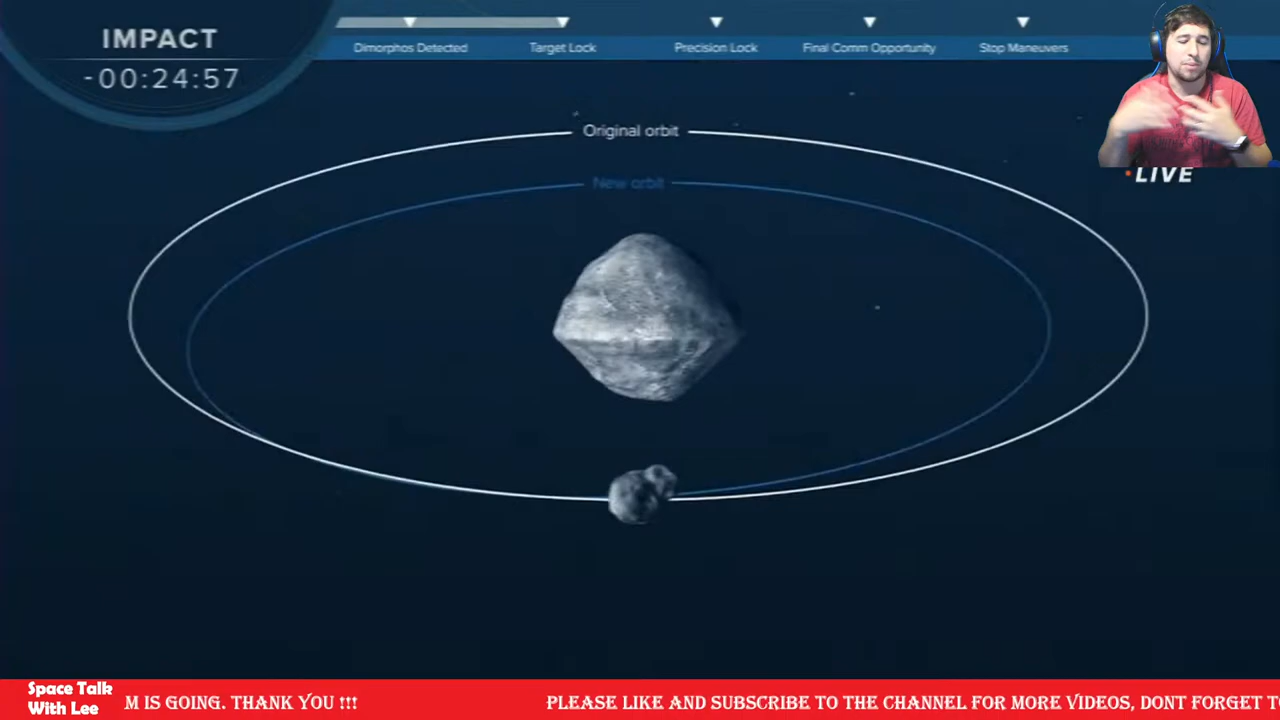 IMPACT
-00:24:57
Dimorphos Detected
Target Lock
Precision Lock
Final Comm Opportunity
Stop Maneuvers
LIVE
Original orbit
New orbit
Space Talk
With Lee
M IS GOING. THANK YOU !!!
PLEASE LIKE AND SUBSCRIBE TO THE CHANNEL FOR MORE VIDEOS, DONT FORGET T